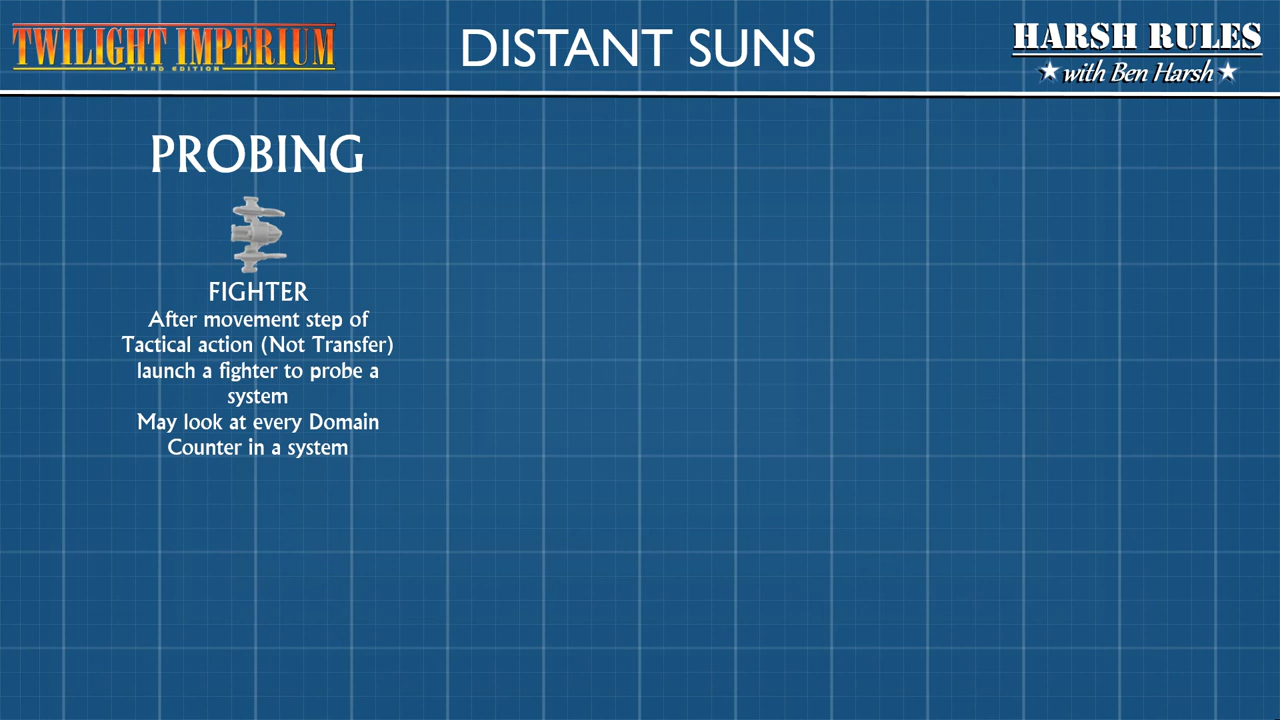 TWILIGHT IMPERIUM
THIRD EDITION
DISTANT SUNS
HARSH RULES
with Ben Harsh
PROBING
FIGHTER
After movement step of
Tactical action (Not Transfer)
launch a fighter to probe a
system
May look at every Domain
Counter in a system